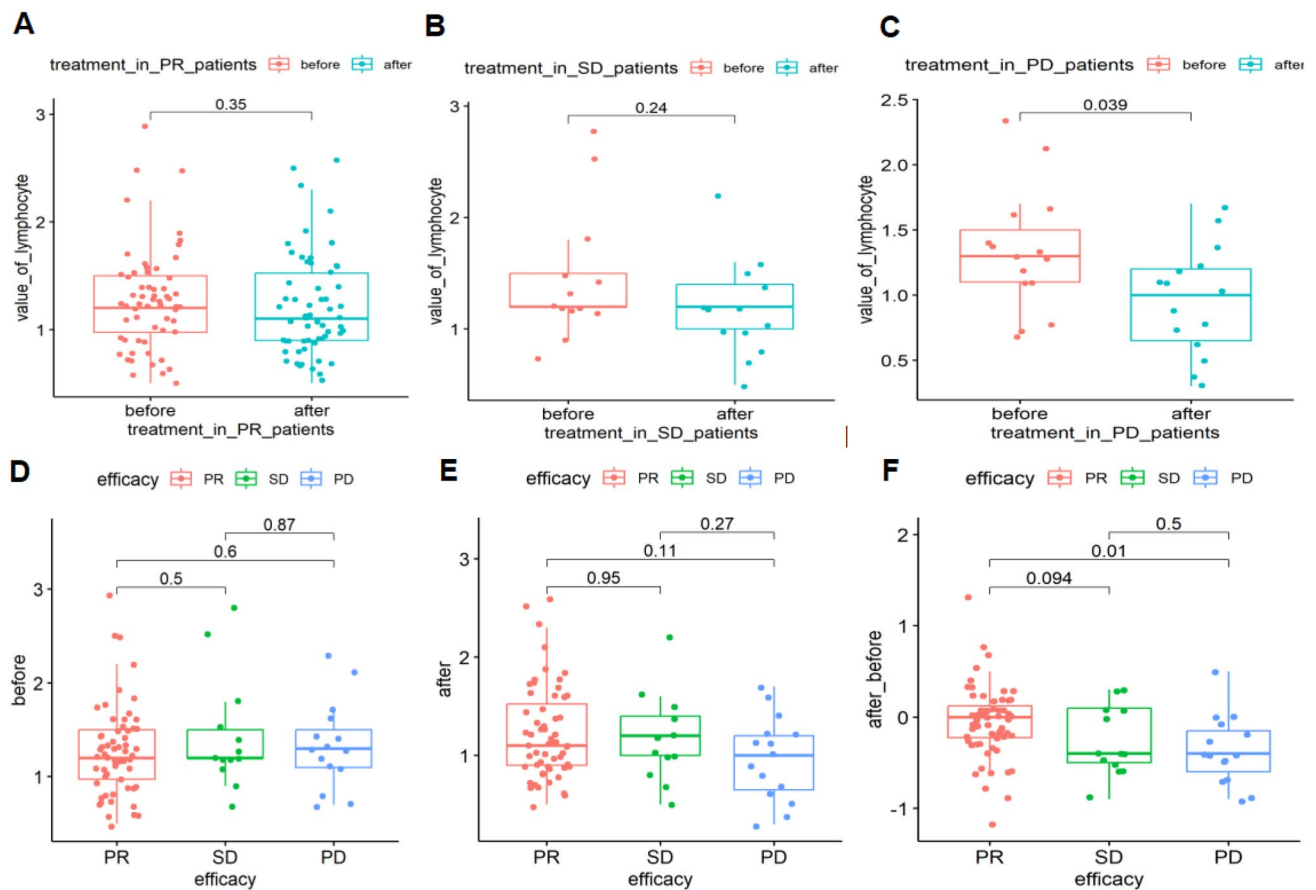 A
treatment_in_PR_patients before after
0.35
3
2
1
value_of_lymphocyte
before after
treatment_in_PR_patients
B
treatment_in_SD_patients before after
0.24
3
2
1
value_of_lymphocyte
before after
treatment_in_SD_patients
C
treatment_in_PD_patients before after
0.039
2.5
2.0
1.5
1.0
0.5
value_of_lymphocyte
before after
treatment_in_PD_patients
D
efficacy PR SD PD
0.87
0.6
0.5
3
2
1
before
PR SD PD
efficacy
E
efficacy PR SD PD
0.27
0.11
0.95
3
2
1
after
PR SD PD
efficacy
F
efficacy PR SD PD
0.5
0.01
0.094
2
1
0
-1
after_before
PR SD PD
efficacy